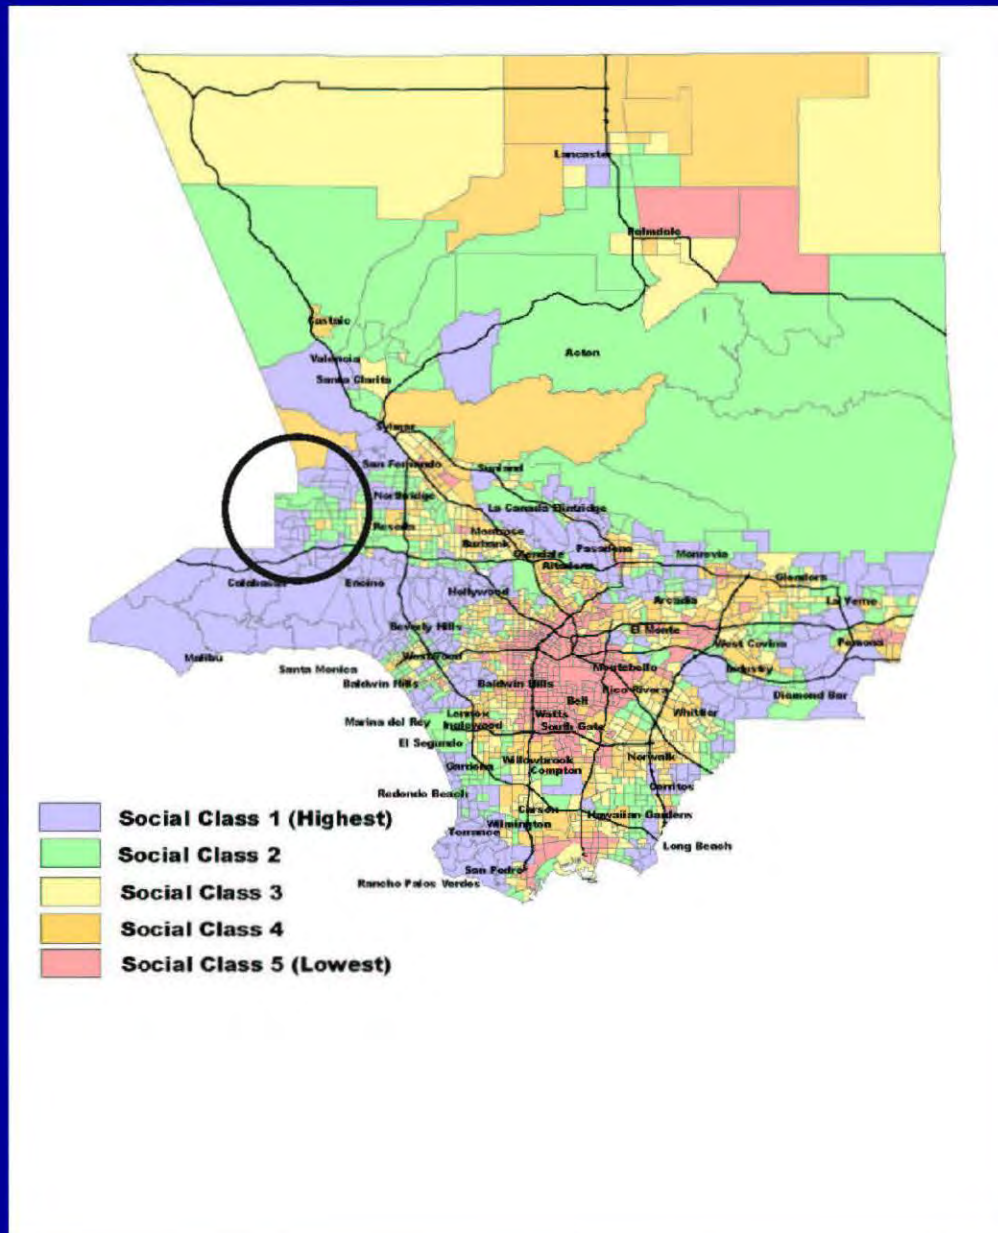 Lancaster
Palmdale
Castaic
Acton
Valencia
Santa Clarita
Sylmar
San Fernando
Sunland
Northridge
La Canada Flintridge
Reseda
Montrose
Burbank
Pasadena
Glendale
Monrovia
Altadena
Glendora
Calabasas
Encino
Hollywood
Arcadia
La Verne
Beverly Hills
El Monte
West Covina
Pomona
Malibu
Westwood
Santa Monica
Montebello
Industry
Baldwin Hills
Baldwin Hills
Pico Rivera
Diamond Bar
Bell
Lennox
Watts
Whittier
Marina del Rey
Inglewood
South Gate
El Segundo
Willowbrook
Norwalk
Gardena
Compton
Redondo Beach
Cerritos
Carson
Hawaiian Gardens
Wilmington
Torrance
Long Beach
San Pedro
Rancho Palos Verdes
Social Class 1 (Highest)
Social Class 2
Social Class 3
Social Class 4
Social Class 5 (Lowest)